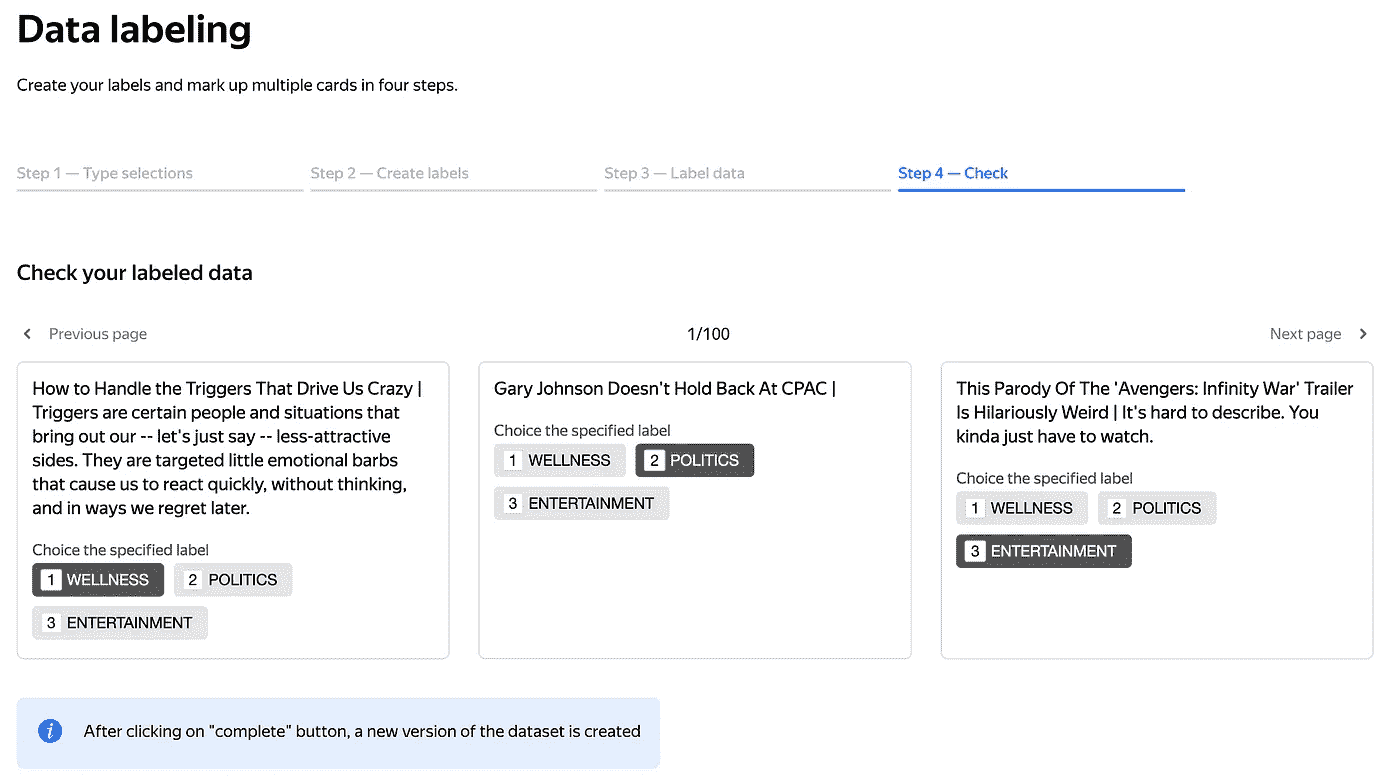 Data labeling
Create your labels and mark up multiple cards in four steps.
Step 1 — Type selections
Step 2 — Create labels
Step 3 — Label data
Step 4 — Check
Check your labeled data
Previous page
1/100
Next page
How to Handle the Triggers That Drive Us Crazy |
Triggers are certain people and situations that
bring out our -- let's just say -- less-attractive
sides. They are targeted little emotional barbs
that cause us to react quickly, without thinking,
and in ways we regret later.
Choice the specified label
1 WELLNESS
2 POLITICS
3 ENTERTAINMENT
Gary Johnson Doesn't Hold Back At CPAC |
Choice the specified label
1 WELLNESS
2 POLITICS
3 ENTERTAINMENT
This Parody Of The 'Avengers: Infinity War' Trailer
Is Hilariously Weird | It's hard to describe. You
kinda just have to watch.
Choice the specified label
1 WELLNESS
2 POLITICS
3 ENTERTAINMENT
i
After clicking on "complete" button, a new version of the dataset is created